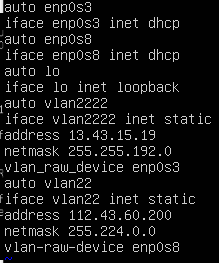 auto enp0s3
iface enp0s3 inet dhcp
auto enp0s8
iface enp0s8 inet dhcp
auto lo
iface lo inet loopback
auto vlan2222
iface vlan2222 inet static
address 13.43.15.19
netmask 255.255.192.0
vlan_raw_device enp0s3
auto vlan22
ifave vlan22 inet static
address 112.43.60.200
netmask 255.224.0.0
vlan-raw-device enp0s8